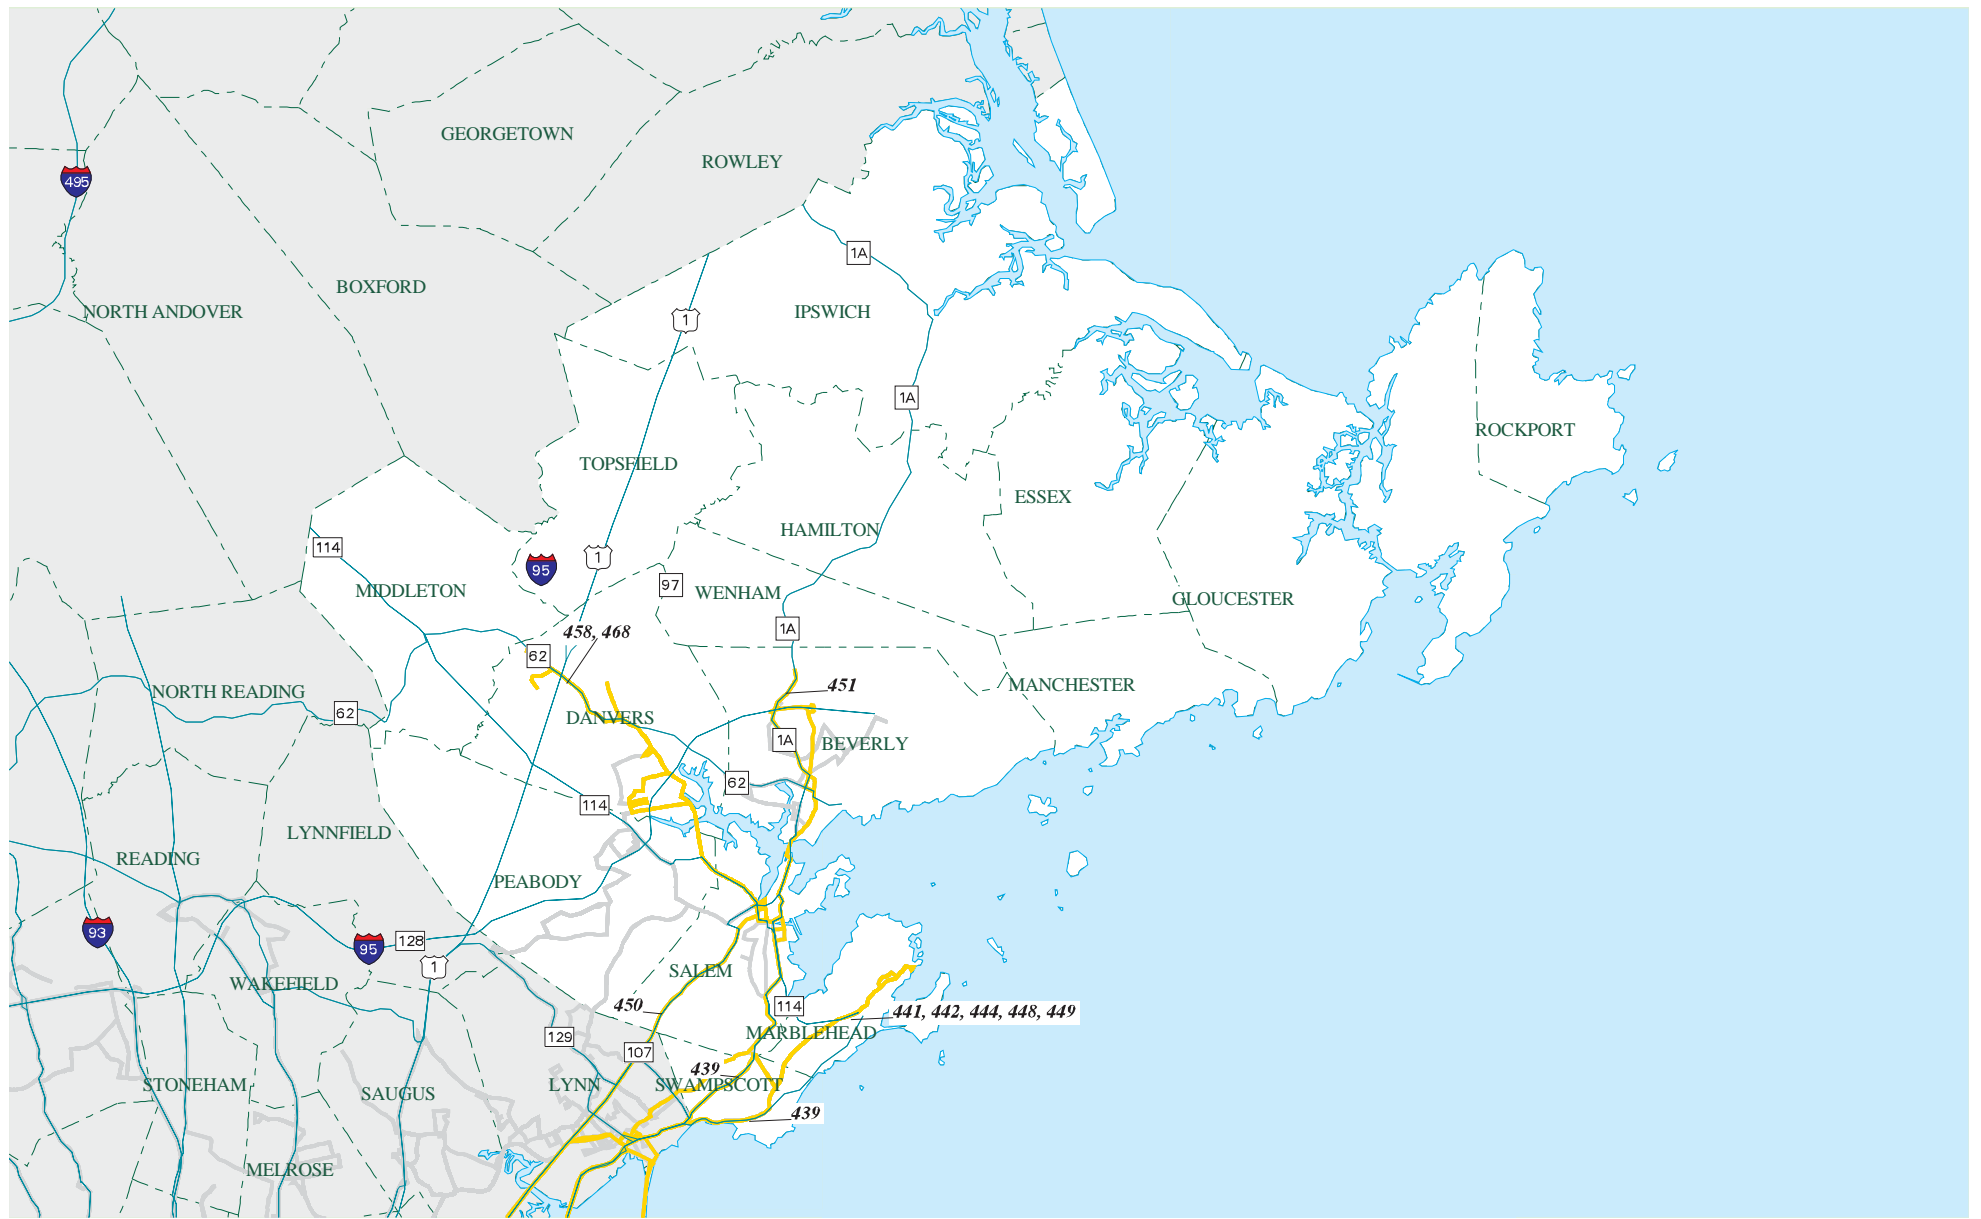 GEORGETOWN
ROWLEY
495
1A
BOXFORD
NORTH ANDOVER
IPSWICH
1
1A
ROCKPORT
TOPSFIELD
ESSEX
HAMILTON
114
1
95
97
MIDDLETON
WENHAM
GLOUCESTER
1A
458, 468
62
451
MANCHESTER
NORTH READING
62
DANVERS
1A
BEVERLY
62
114
LYNNFIELD
READING
PEABODY
93
95
128
1
SALEM
WAKEFIELD
450
114
441, 442, 444, 448, 449
MARBLEHEAD
129
107
439
STONEHAM
SAUGUS
LYNN
SWAMPSCOTT
439
MELROSE